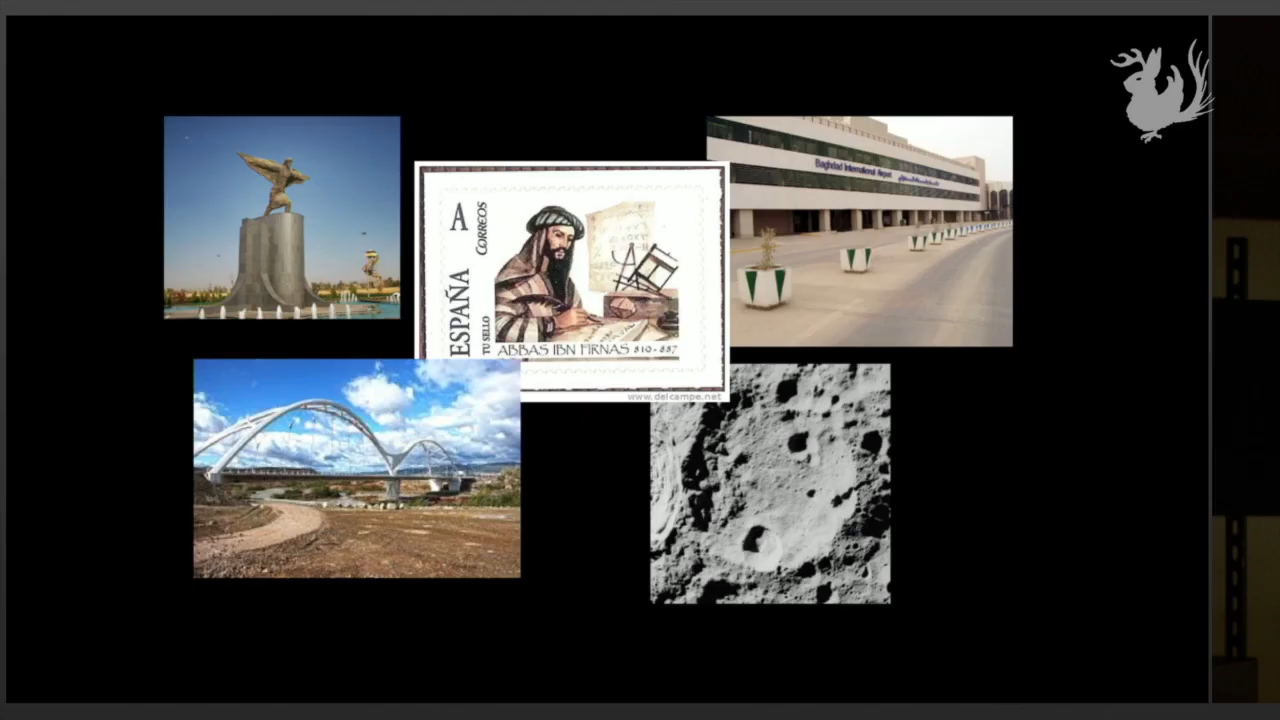 Baghdad International Airport
A
CORREOS
ESPAÑA
TU SELLO
ABBAS IBN FIRNAS 810-887
www.delcampe.net